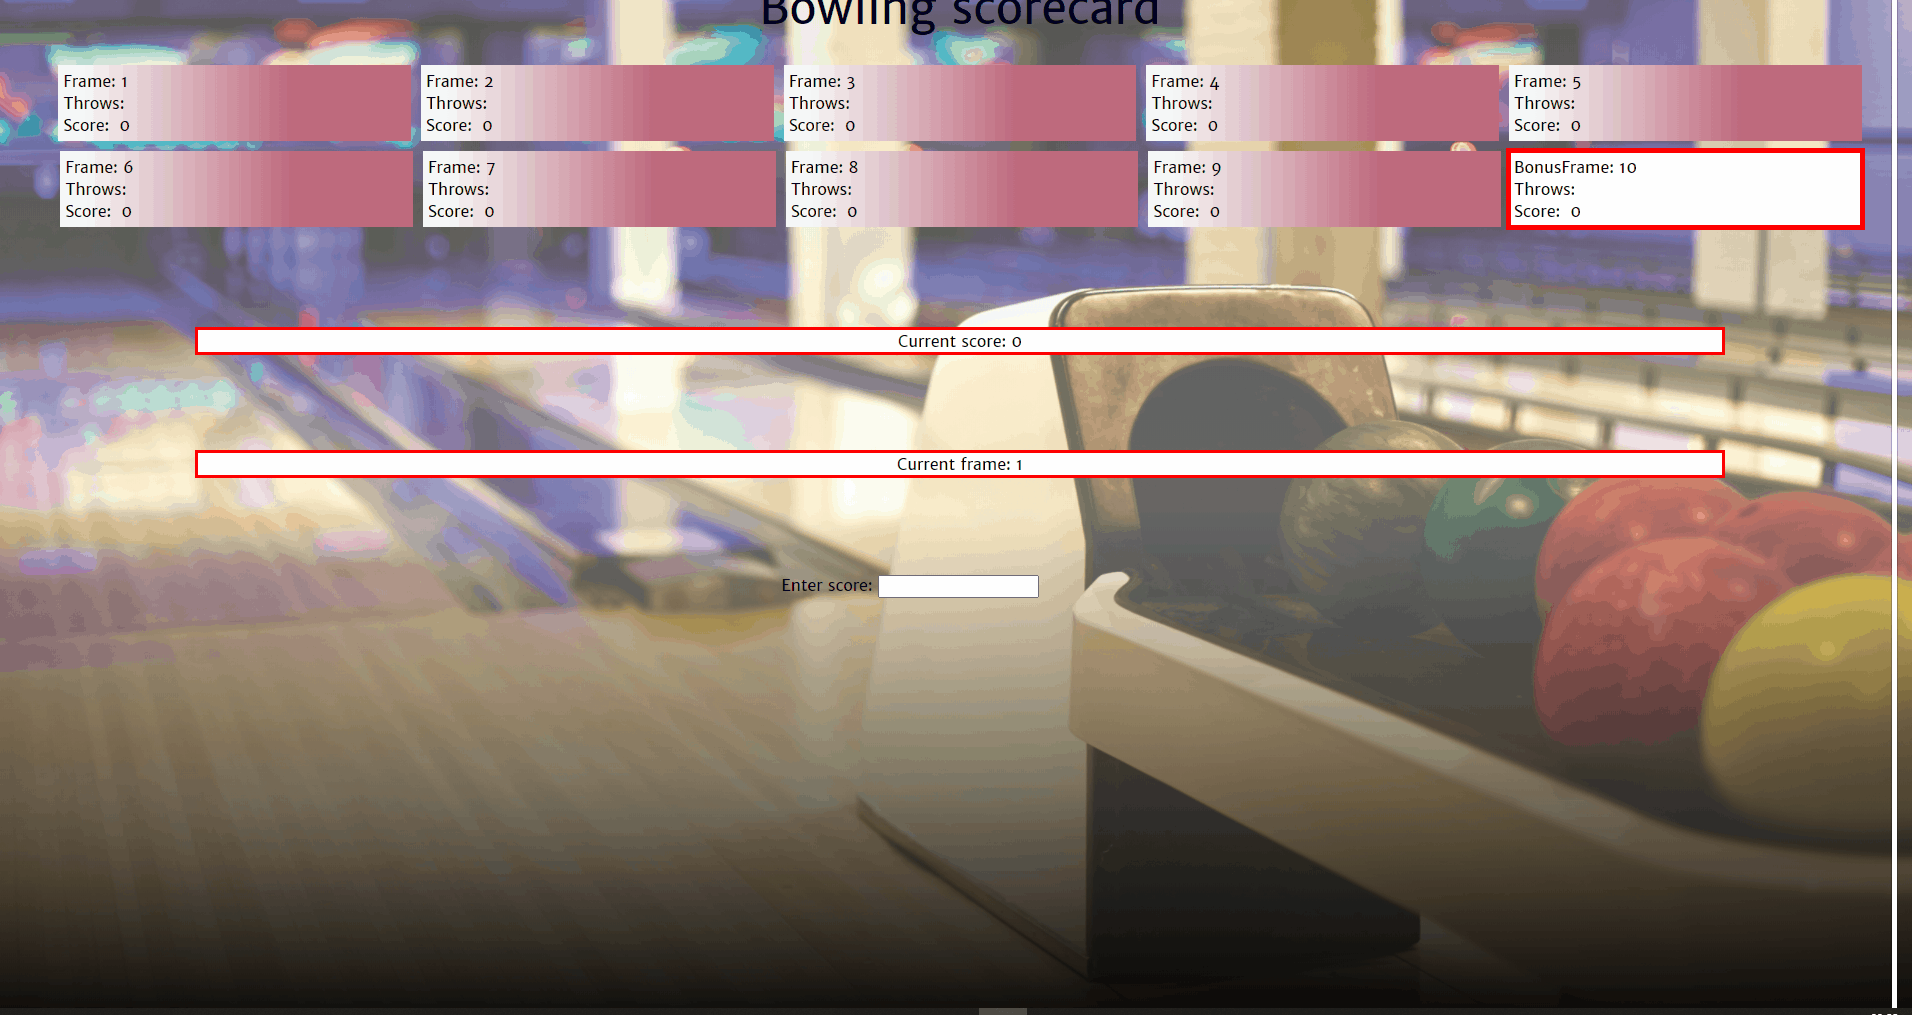 Bowling scorecard
Frame: 1
Throws:
Score: 0
Frame: 2
Throws:
Score: 0
Frame: 3
Throws:
Score: 0
Frame: 4
Throws:
Score: 0
Frame: 5
Throws:
Score: 0
Frame: 6
Throws:
Score: 0
Frame: 7
Throws:
Score: 0
Frame: 8
Throws:
Score: 0
Frame: 9
Throws:
Score: 0
BonusFrame: 10
Throws:
Score: 0
Current score: 0
Current frame: 1
Enter score: